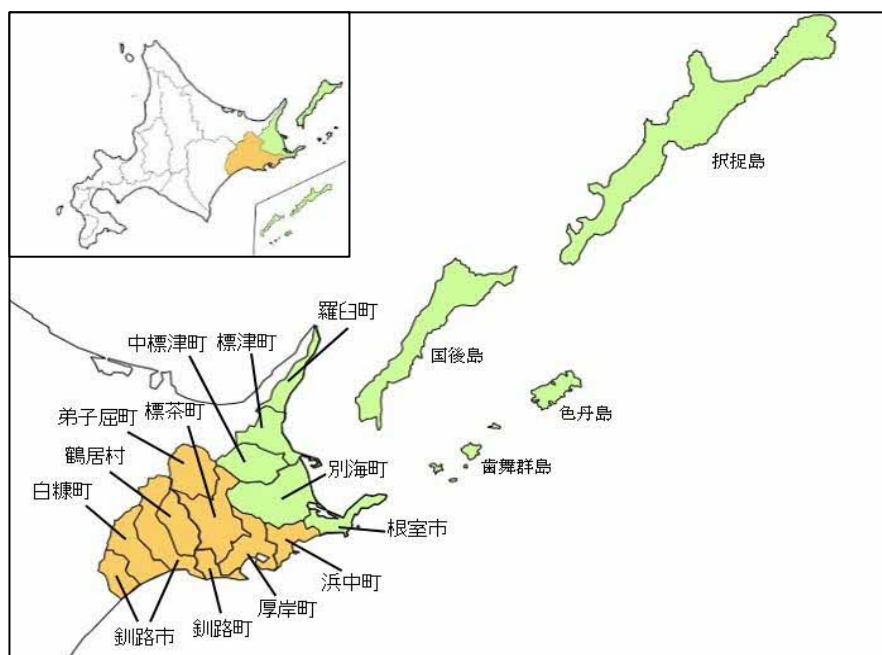 択捉島
羅臼町
中標津町
標津町
国後島
標茶町
弟子屈町
色丹島
鶴居村
別海町
歯舞群島
白糠町
根室市
浜中町
厚岸町
釧路町
釧路市